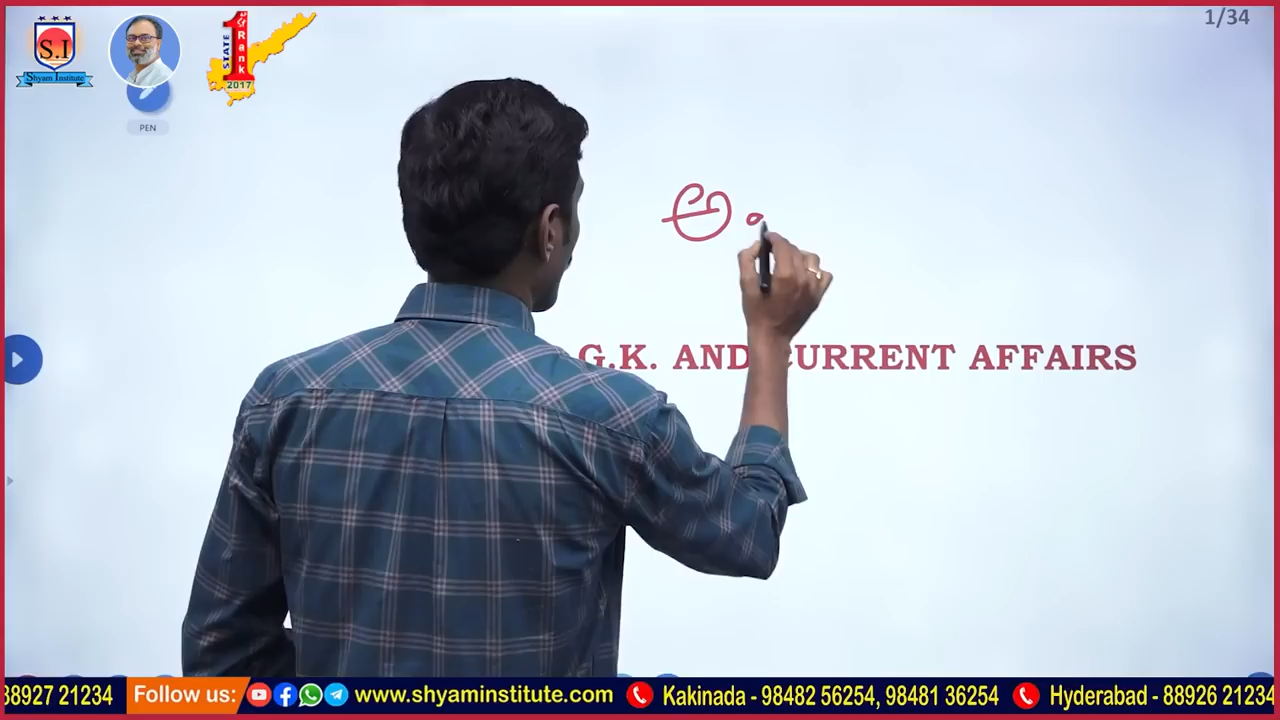 1/34
S.I
Shyam Institute
STATE
1
Rank
2017
PEN
అం
G.K. AND CURRENT AFFAIRS
88927 21234
Follow us:
www.shyaminstitute.com
Kakinada - 98482 56254, 98481 36254
Hyderabad - 88926 21234